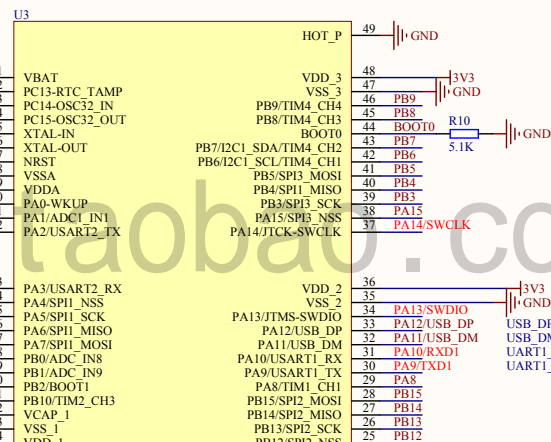 U3
HOT_P 49 GND
VBAT VDD_3 48 3V3
PC13-RTC_TAMP VSS_3 47 GND
PC14-OSC32_IN PB9/TIM4_CH4 46 PB9
PC15-OSC32_OUT PB8/TIM4_CH3 45 PB8
XTAL-IN BOOT0 44 BOOT0 R10 5.1K GND
XTAL-OUT PB7/I2C1_SDA/TIM4_CH2 43 PB7
NRST PB6/I2C1_SCL/TIM4_CH1 42 PB6
VSSA PB5/SPI3_MOSI 41 PB5
VDDA PB4/SPI1_MISO 40 PB4
PA0-WKUP PB3/SPI3_SCK 39 PB3
PA1/ADC1_IN1 PA15/SPI3_NSS 38 PA15
PA2/USART2_TX PA14/JTCK-SWCLK 37 PA14/SWCLK
taobao.co
PA3/USART2_RX VDD_2 36 3V3
PA4/SPI1_NSS VSS_2 35 GND
PA5/SPI1_SCK PA13/JTMS-SWDIO 34 PA13/SWDIO
PA6/SPI1_MISO PA12/USB_DP 33 PA12/USB_DP USB_DP
PA7/SPI1_MOSI PA11/USB_DM 32 PA11/USB_DM USB_DM
PB0/ADC_IN8 PA10/USART1_RX 31 PA10/RXD1 UART1_
PB1/ADC_IN9 PA9/USART1_TX 30 PA9/TXD1 UART1_
PB2/BOOT1 PA8/TIM1_CH1 29 PA8
PB10/TIM2_CH3 PB15/SPI2_MOSI 28 PB15
VCAP_1 PB14/SPI2_MISO 27 PB14
VSS_1 PB13/SPI2_SCK 26 PB13
VDD_1 PB12/SPI2_NSS 25 PB12